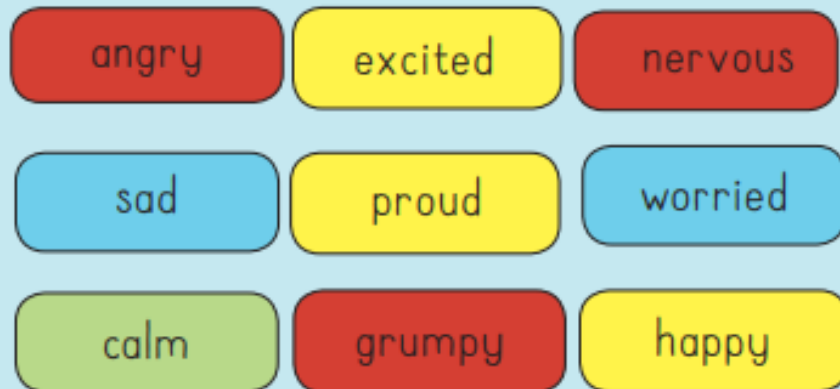 angry excited nervous
sad proud worried
calm grumpy happy